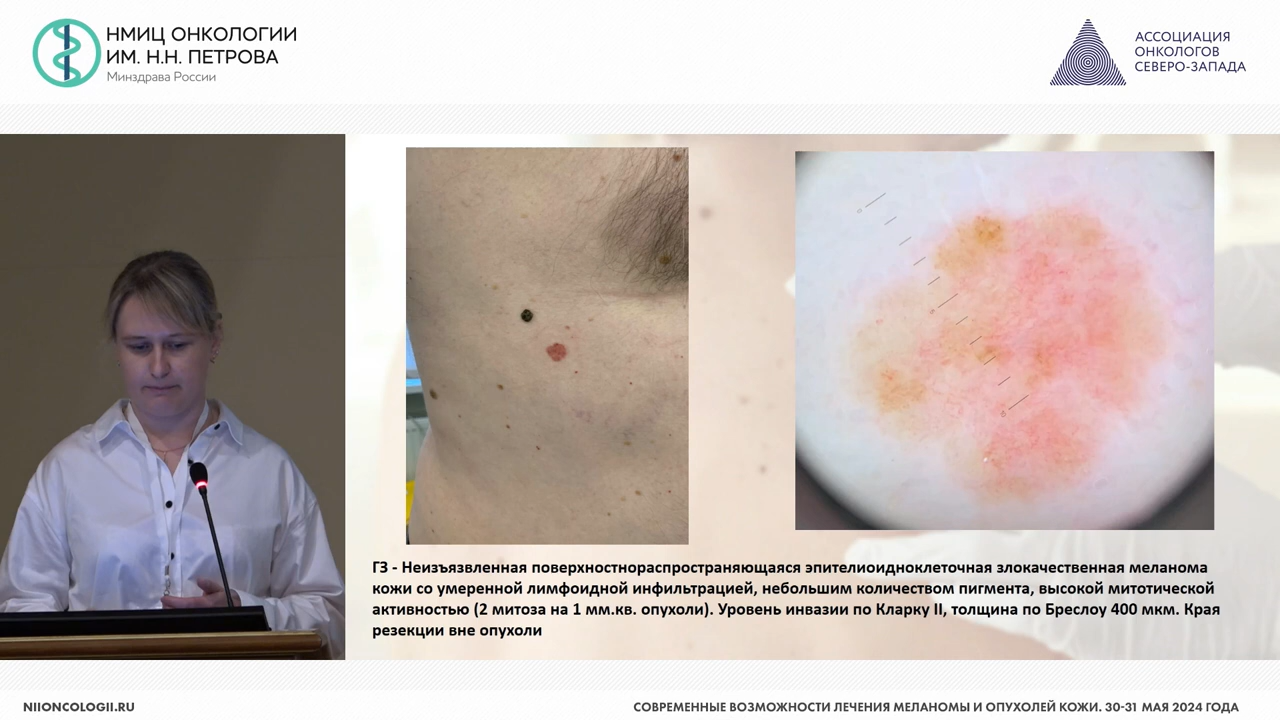 НМИЦ ОНКОЛОГИИ
ИМ. Н.Н. ПЕТРОВА
Минздрава России
АССОЦИАЦИЯ
ОНКОЛОГОВ
СЕВЕРО-ЗАПАДА
ГЗ - Неизъязвленная поверхностнораспространяющаяся эпителиоидноклеточная злокачественная меланома
кожи со умеренной лимфоидной инфильтрацией, небольшим количеством пигмента, высокой митотической
активностью (2 митоза на 1 мм.кв. опухоли). Уровень инвазии по Кларку II, толщина по Бреслоу 400 мкм. Края
резекции вне опухоли
NIIONCOLOGII.RU
СОВРЕМЕННЫЕ ВОЗМОЖНОСТИ ЛЕЧЕНИЯ МЕЛАНОМЫ И ОПУХОЛЕЙ КОЖИ. 30-31 МАЯ 2024 ГОДА